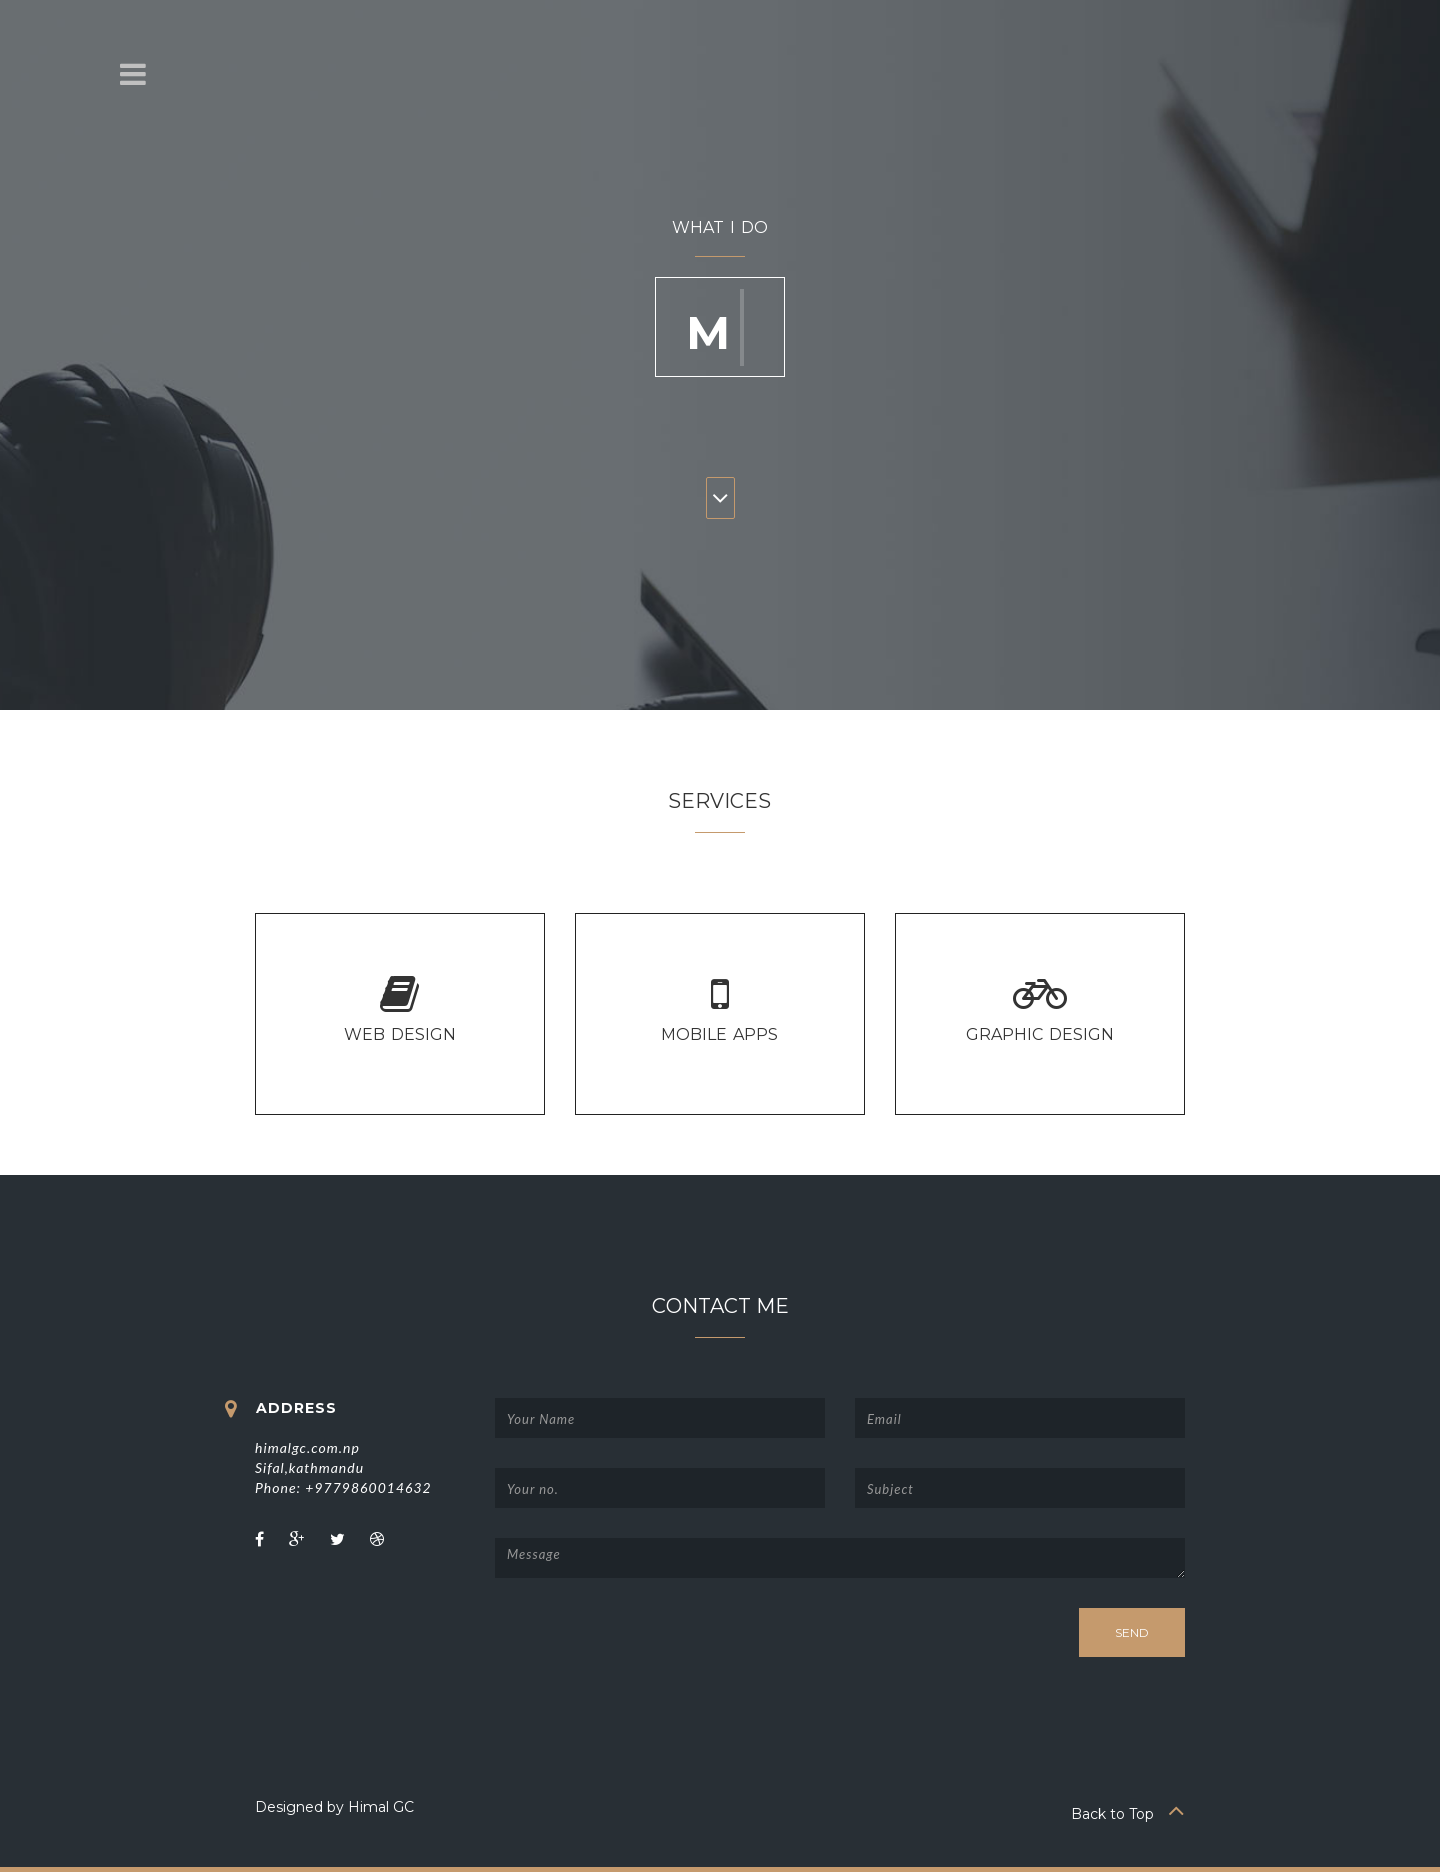 WHAT I DO
M
SERVICES
WEB DESIGN
MOBILE APPS
GRAPHIC DESIGN
CONTACT ME
ADDRESS
himalgc.com.np
Sifal,kathmandu
Phone: +9779860014632
Your Name
Email
Your no.
Subject
Message
SEND
Designed by Himal GC
Back to Top